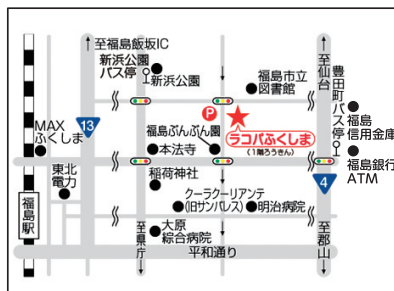 至福島飯坂IC
新浜公園
バス停
新浜公園
福島市立
図書館
至仙台
豊田町バス停
福島
信用金庫
福島銀行
ATM
MAX
ふくしま
13
P
ラコパふくしま
(1階ろうきん)
福島ぶんぶん園
本法寺
東北
電力
稲荷神社
福島駅
クーラクーリアンテ
(旧サンパレス)
明治病院
4
至県庁
大原
綜合病院
平和通り
至郡山